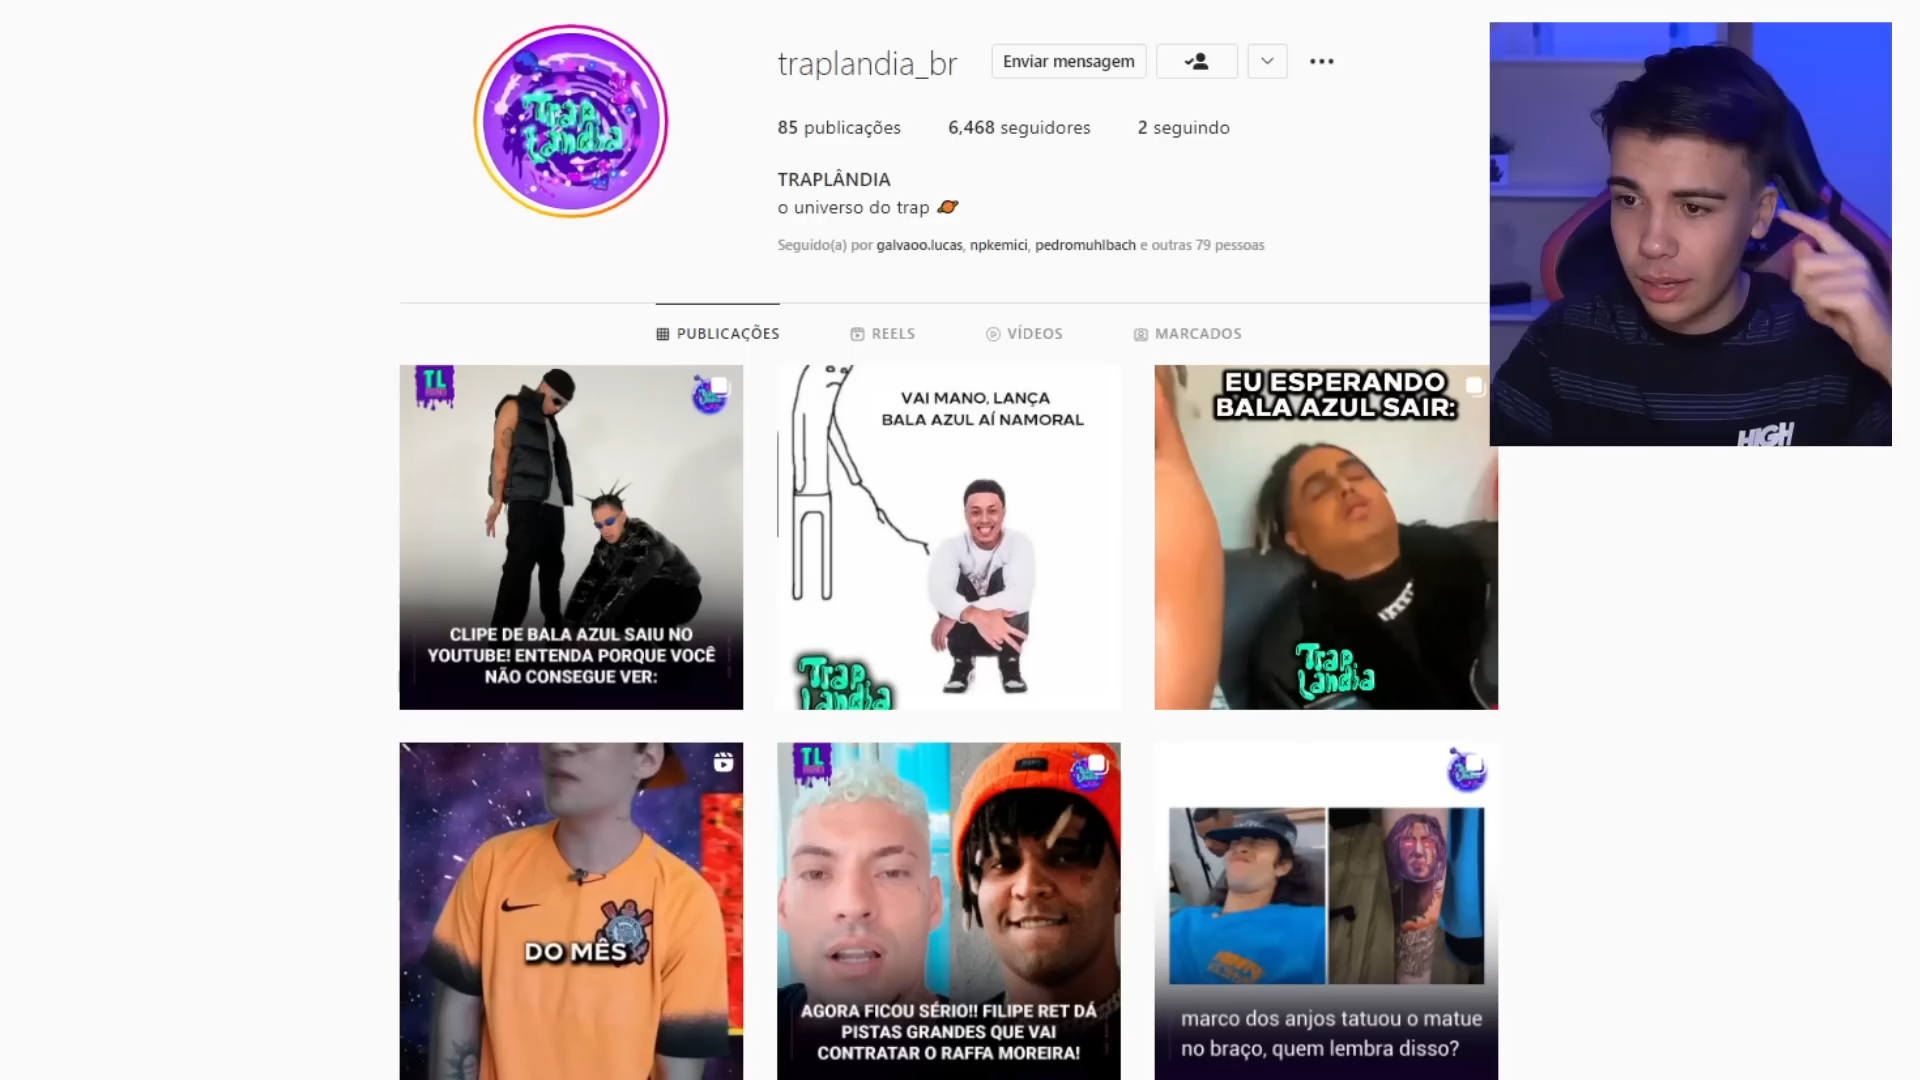 traplandia_br
Enviar mensagem
85 publicações
6,468 seguidores
2 seguindo
TRAPLÂNDIA
o universo do trap 🪐
Seguido(a) por galvaoo.lucas, npkemici, pedromuhlbach e outras 79 pessoas
PUBLICAÇÕES
REELS
VÍDEOS
MARCADOS
Trap
Landia
HIGH
TL
CLIPE DE BALA AZUL SAIU NO
YOUTUBE! ENTENDA PORQUE VOCÊ
NÃO CONSEGUE VER:
VAI MANO, LANÇA
BALA AZUL AÍ NAMORAL
Trap
Landia
EU ESPERANDO
BALA AZUL SAIR:
Trap
Landia
DO MÊS
TL
AGORA FICOU SÉRIO!! FILIPE RET DÁ
PISTAS GRANDES QUE VAI
CONTRATAR O RAFFA MOREIRA!
marco dos anjos tatuou o matue
no braço, quem lembra disso?